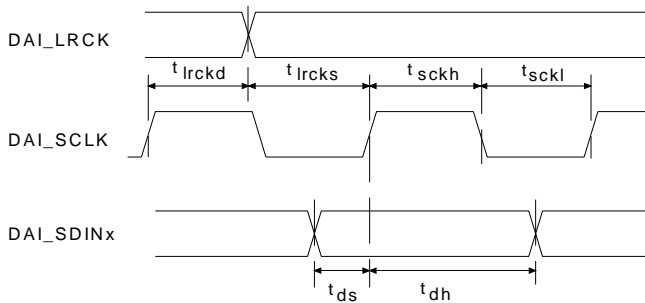 DAI_LRCK
t lrckd t lrcks t sckh t sckl
DAI_SCLK
DAI_SDINx
t ds t dh